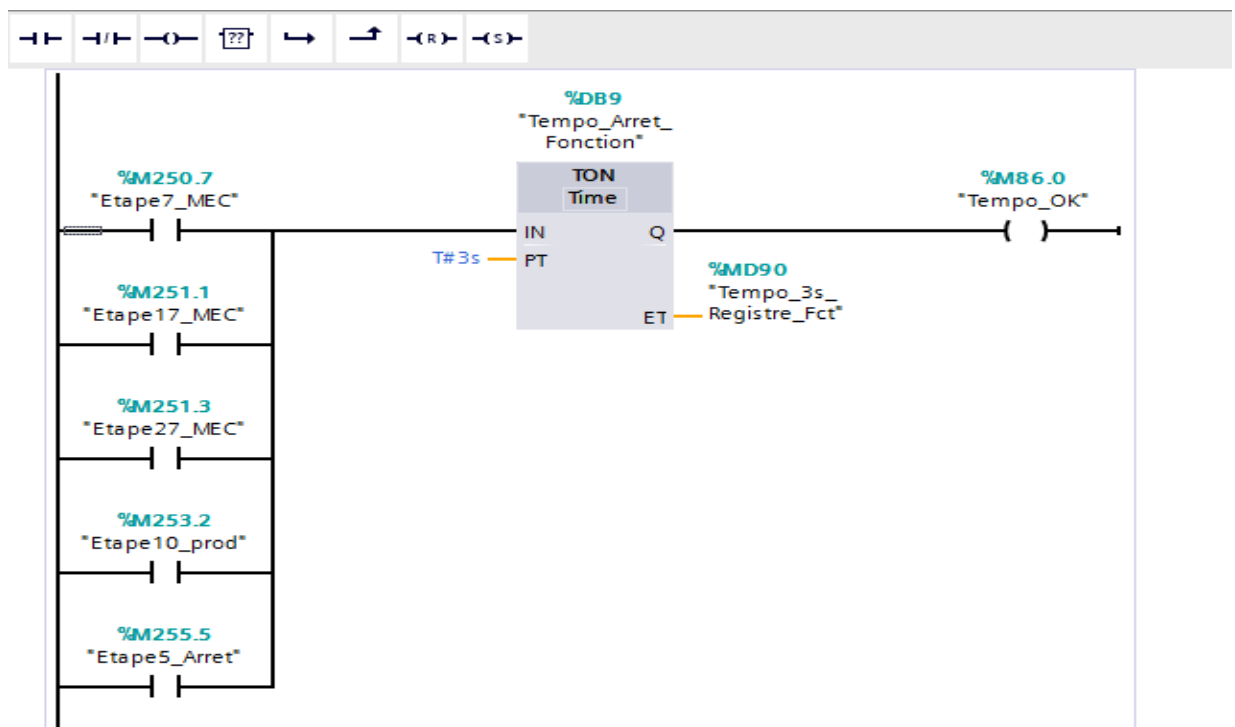 ??
R
S
%DB9
"Tempo_Arret_
Fonction"
TON
Time
%M250.7
"Etape7_MEC"
%M86.0
"Tempo_OK"
IN
Q
T#3s
PT
%MD90
"Tempo_3s_
Registre_Fct"
ET
%M251.1
"Etape17_MEC"
%M251.3
"Etape27_MEC"
%M253.2
"Etape10_prod"
%M255.5
"Etape5_Arret"